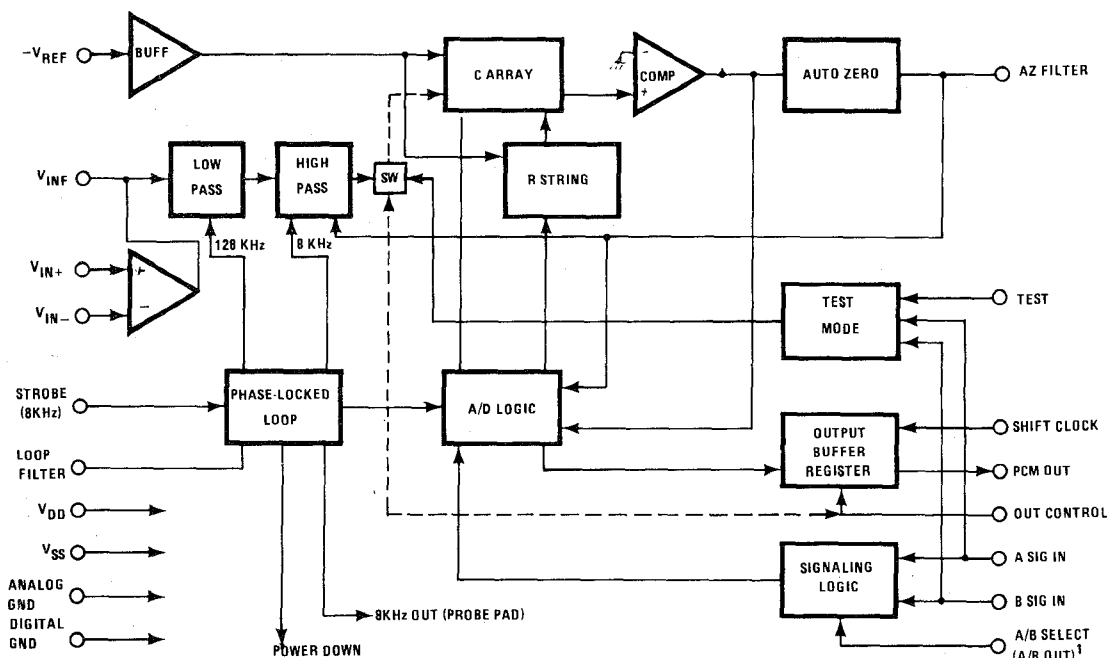 -VREF
BUFF
C ARRAY
-
COMP
+
AUTO ZERO
AZ FILTER
VINF
LOW
PASS
HIGH
PASS
SW
R STRING
128 KHz
8 KHz
VIN+
+
VIN-
-
TEST
MODE
TEST
STROBE
(8KHz)
PHASE-LOCKED
LOOP
A/D LOGIC
OUTPUT
BUFFER
REGISTER
SHIFT CLOCK
PCM OUT
LOOP
FILTER
VDD
OUT CONTROL
VSS
SIGNALING
LOGIC
A SIG IN
B SIG IN
ANALOG
GND
DIGITAL
GND
8KHz OUT (PROBE PAD)
POWER DOWN
A/B SELECT
(A/B OUT)1